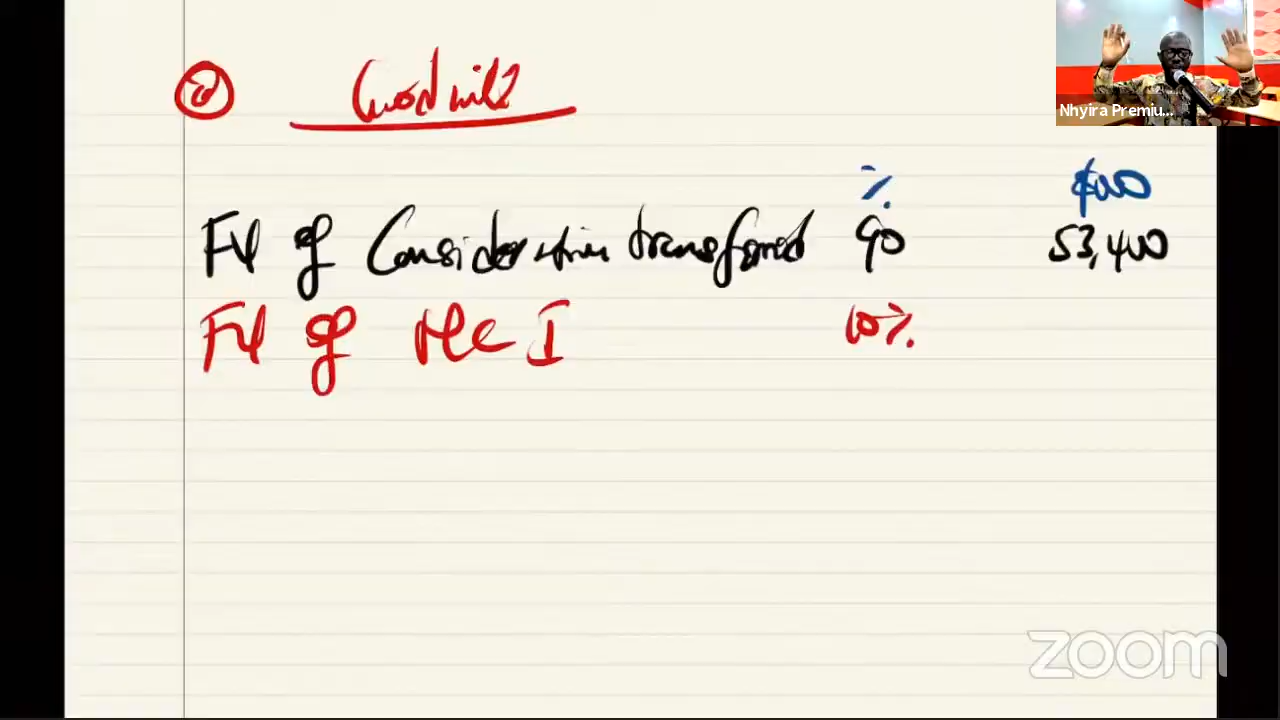 d Goodwill
% $000
FV of Consideration transferred 90 53,400
FV of NCI 10%
Nhyira Premiu...
zoom